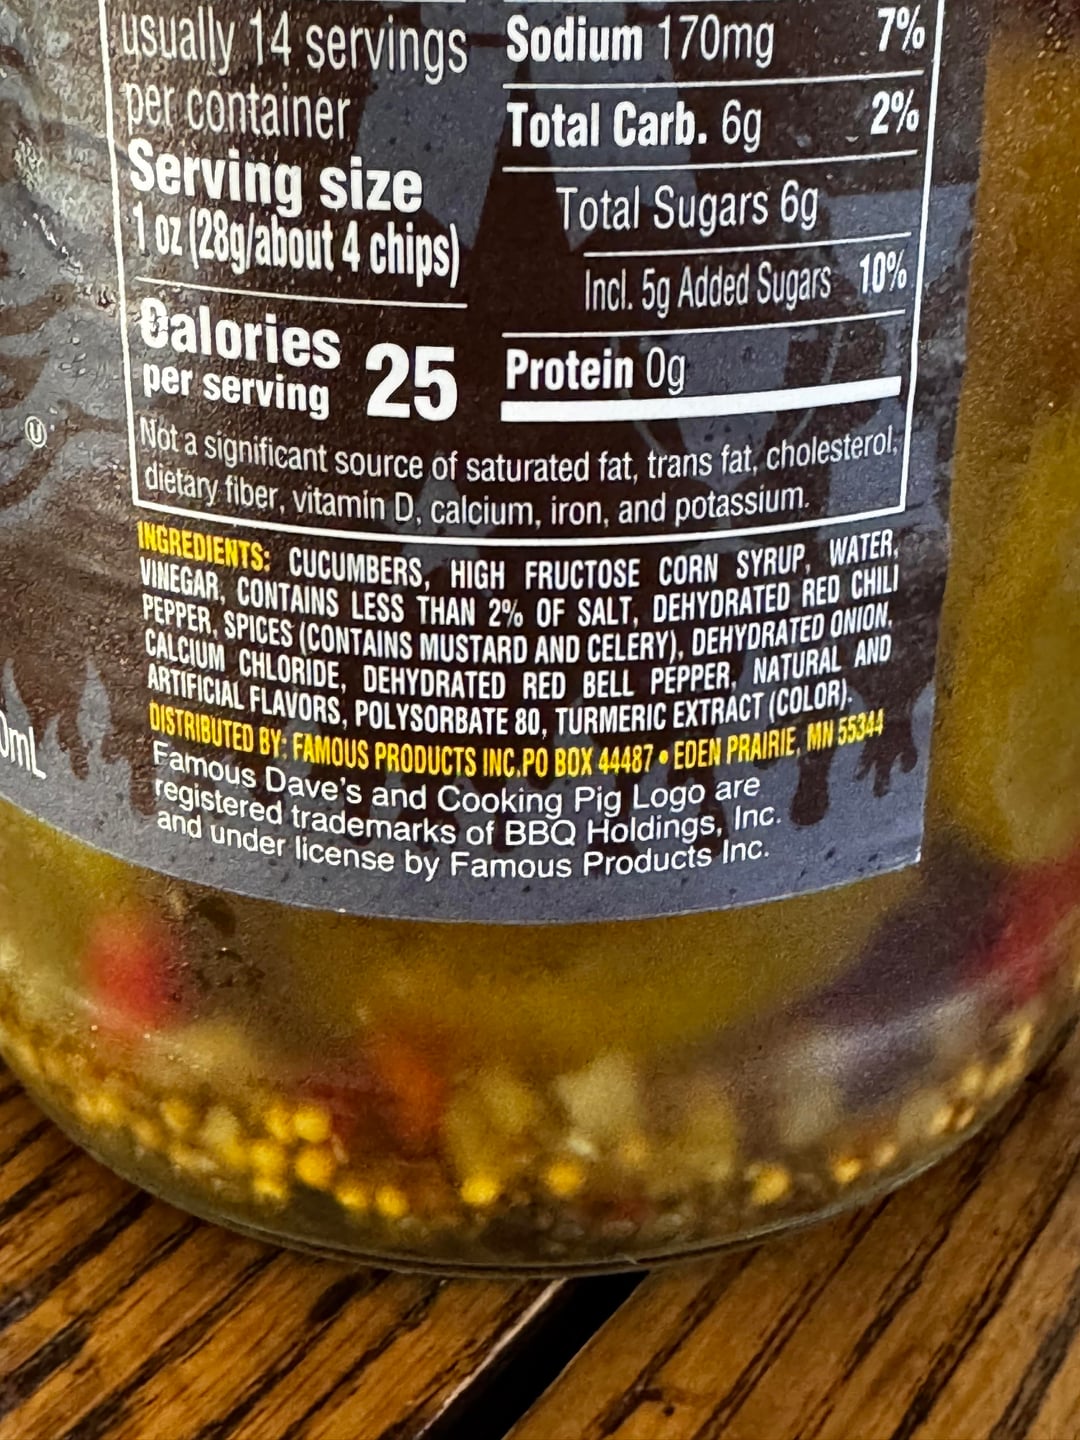 usually 14 servings
per container
Serving size
1 oz (28g/about 4 chips)
Calories
per serving 25
Sodium 170mg 7%
Total Carb. 6g 2%
Total Sugars 6g
Incl. 5g Added Sugars 10%
Protein 0g
Not a significant source of saturated fat, trans fat, cholesterol,
dietary fiber, vitamin D, calcium, iron, and potassium.
U
INGREDIENTS: CUCUMBERS, HIGH FRUCTOSE CORN SYRUP, WATER,
VINEGAR, CONTAINS LESS THAN 2% OF SALT, DEHYDRATED RED CHILI
PEPPER, SPICES (CONTAINS MUSTARD AND CELERY), DEHYDRATED ONION,
CALCIUM CHLORIDE, DEHYDRATED RED BELL PEPPER, NATURAL AND
ARTIFICIAL FLAVORS, POLYSORBATE 80, TURMERIC EXTRACT (COLOR).
DISTRIBUTED BY: FAMOUS PRODUCTS INC.PO BOX 44487 • EDEN PRAIRIE, MN 55344
Famous Dave's and Cooking Pig Logo are
registered trademarks of BBQ Holdings, Inc.
and under license by Famous Products Inc.
0mL